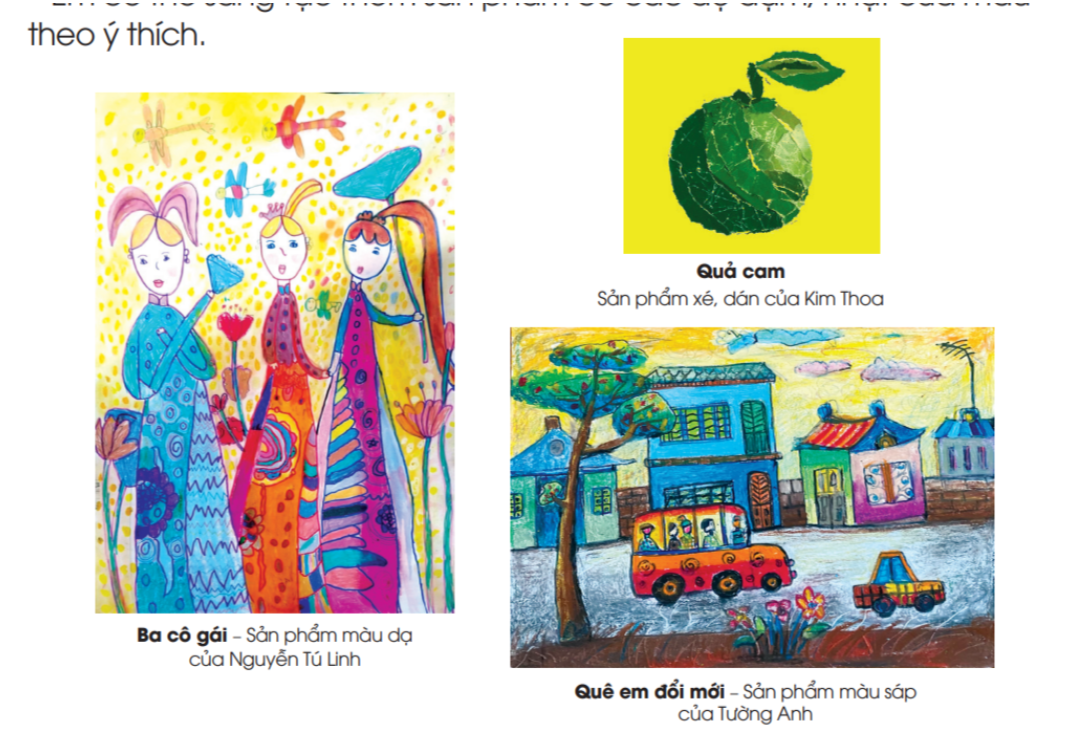 theo ý thích.
Quả cam
Sản phẩm xé, dán của Kim Thoa
Ba cô gái – Sản phẩm màu dạ
của Nguyễn Tú Linh
Quê em đổi mới – Sản phẩm màu sáp
của Tường Anh